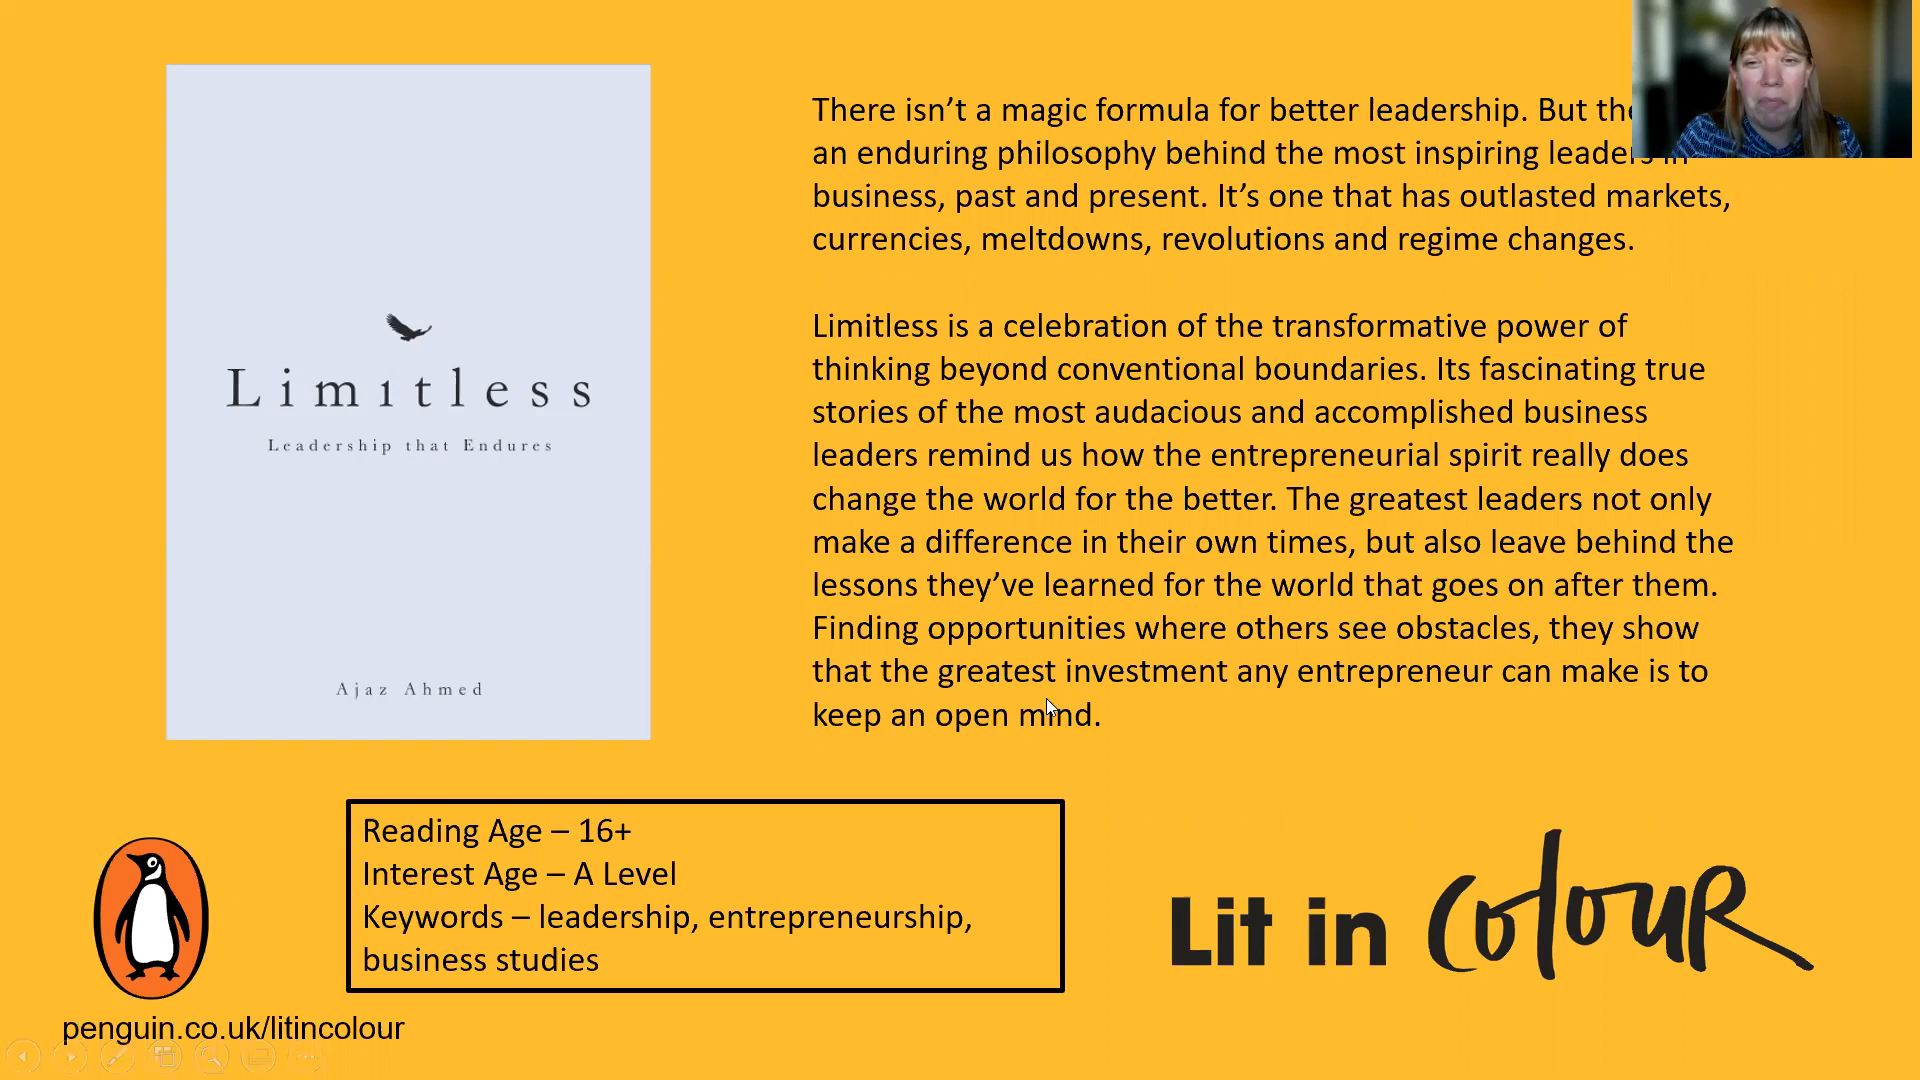 Limitless
Leadership that Endures
Ajaz Ahmed
There isn’t a magic formula for better leadership. But
an enduring philosophy behind the most inspiring leaders in
business, past and present. It’s one that has outlasted markets,
currencies, meltdowns, revolutions and regime changes.
Limitless is a celebration of the transformative power of
thinking beyond conventional boundaries. Its fascinating true
stories of the most audacious and accomplished business
leaders remind us how the entrepreneurial spirit really does
change the world for the better. The greatest leaders not only
make a difference in their own times, but also leave behind the
lessons they’ve learned for the world that goes on after them.
Finding opportunities where others see obstacles, they show
that the greatest investment any entrepreneur can make is to
keep an open mind.
Reading Age – 16+
Interest Age – A Level
Keywords – leadership, entrepreneurship,
business studies
Lit in Colour
penguin.co.uk/litincolour